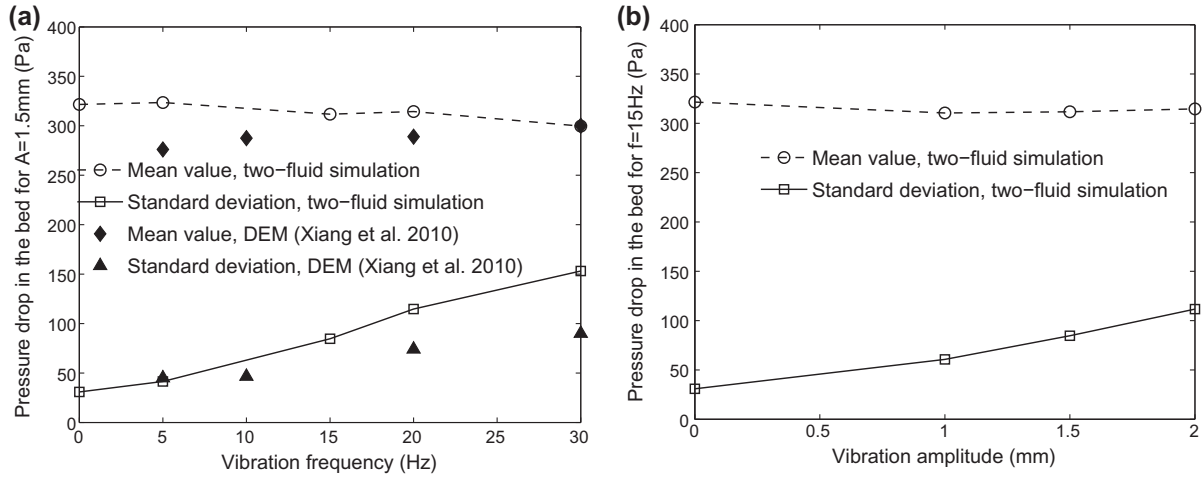 (a)
Pressure drop in the bed for A=1.5mm (Pa)
400
350
300
250
200
150
100
50
0
Mean value, two−fluid simulation
Standard deviation, two−fluid simulation
Mean value, DEM (Xiang et al. 2010)
Standard deviation, DEM (Xiang et al. 2010)
0 5 10 15 20 25 30
Vibration frequency (Hz)
(b)
Pressure drop in the bed for f=15Hz (Pa)
400
350
300
250
200
150
100
50
0
Mean value, two−fluid simulation
Standard deviation, two−fluid simulation
0 0.5 1 1.5 2
Vibration amplitude (mm)